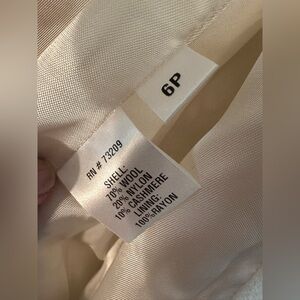 6P
RN # 73209
SHELL:
70% WOOL
20% NYLON
10% CASHMERE
LINING:
100% RAYON